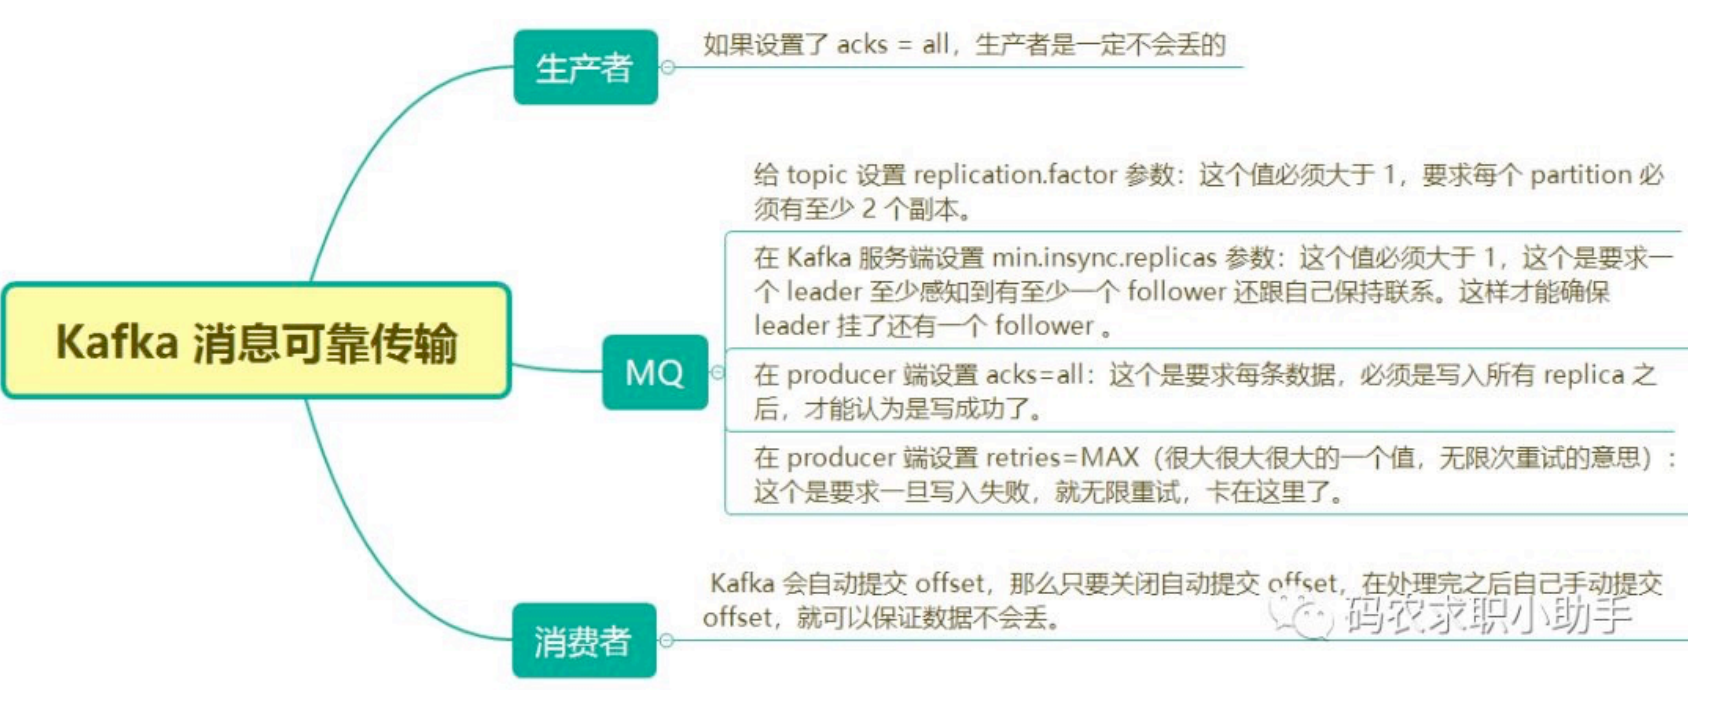 生产者
如果设置了 acks = all，生产者是一定不会丢的
给 topic 设置 replication.factor 参数：这个值必须大于 1，要求每个 partition 必
须有至少 2 个副本。
在 Kafka 服务端设置 min.insync.replicas 参数：这个值必须大于 1，这个是要求一
个 leader 至少感知到有至少一个 follower 还跟自己保持联系。这样才能确保
leader 挂了还有一个 follower 。
Kafka 消息可靠传输
MQ
在 producer 端设置 acks=all：这个是要求每条数据，必须是写入所有 replica 之
后，才能认为是写成功了。
在 producer 端设置 retries=MAX（很大很大很大的一个值，无限次重试的意思）：
这个是要求一旦写入失败，就无限重试，卡在这里了。
Kafka 会自动提交 offset，那么只要关闭自动提交 offset，在处理完之后自己手动提交
offset，就可以保证数据不会丢。
码农求职小助手
消费者